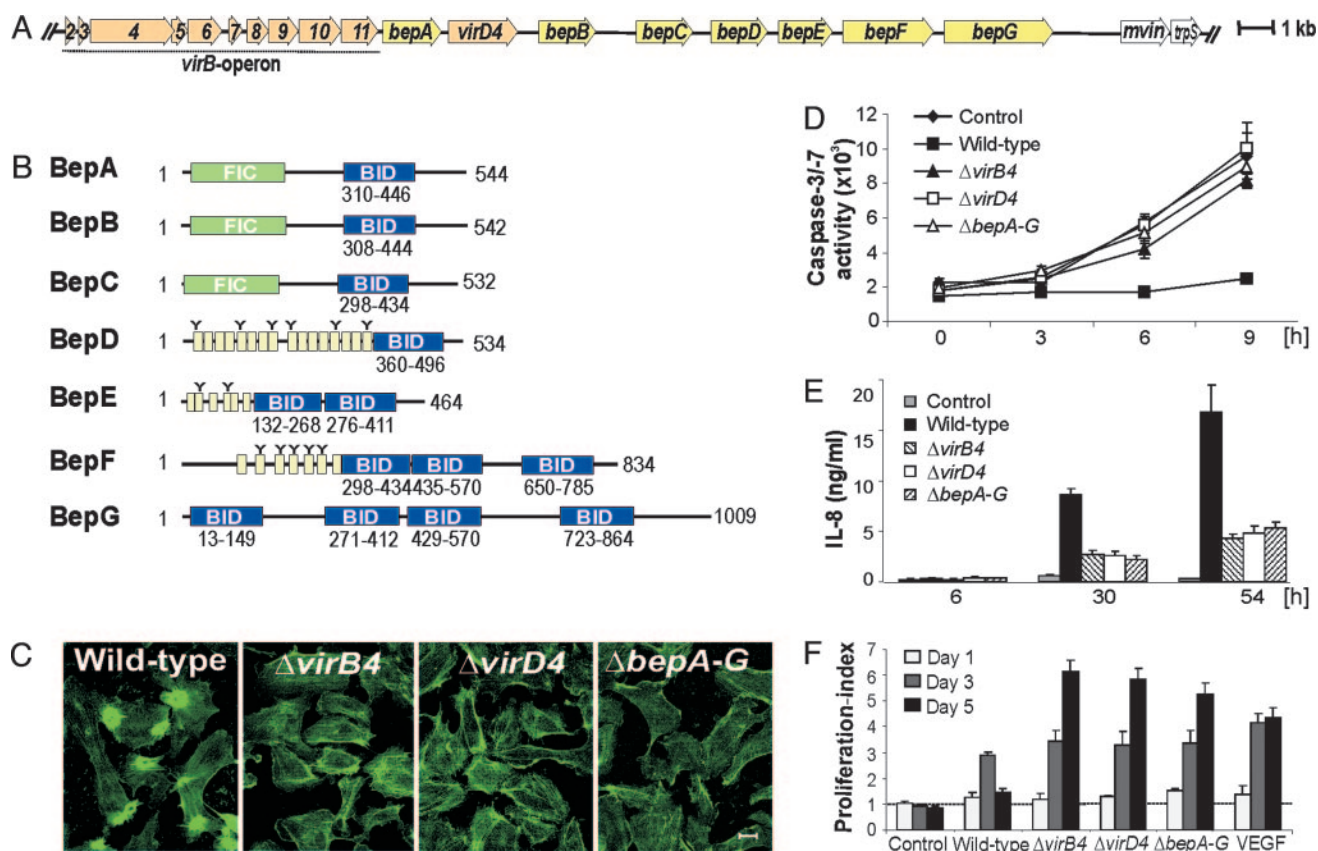 A
2 3 4 5 6 7 8 9 10 11 bepA virD4 bepB bepC bepD bepE bepF bepG mvin trpS 1 kb
virB-operon
B
BepA 1 FIC BID 544
310-446
BepB 1 FIC BID 542
308-444
BepC 1 FIC BID 532
298-434
BepD 1 Y Y Y Y Y Y BID 534
360-496
BepE 1 Y Y BID BID 464
132-268 276-411
BepF 1 Y Y Y Y Y BID BID BID 834
298-434 435-570 650-785
BepG 1 BID BID BID BID 1009
13-149 271-412 429-570 723-864
C
Wild-type ΔvirB4 ΔvirD4 ΔbepA-G
D
Caspase-3/-7
activity (x10³)
12
10
8
6
4
2
0
0 3 6 9 [h]
Control
Wild-type
ΔvirB4
ΔvirD4
ΔbepA-G
E
IL-8 (ng/ml)
20
15
10
5
0
6 30 54 [h]
Control
Wild-type
ΔvirB4
ΔvirD4
ΔbepA-G
F
Proliferation-index
7
6
5
4
3
2
1
0
Day 1
Day 3
Day 5
Control Wild-type ΔvirB4 ΔvirD4 ΔbepA-G VEGF